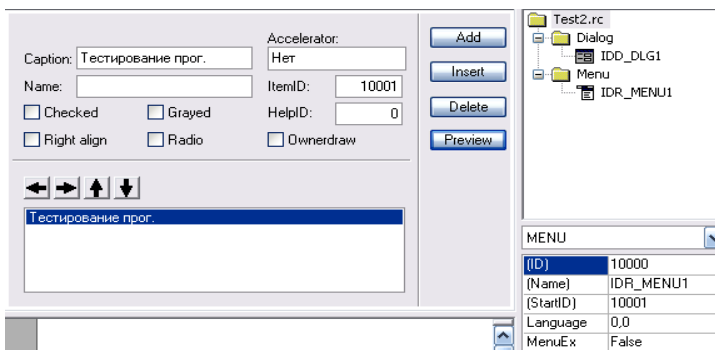 Caption: Тестирование прог.
Accelerator:
Нет
Name:
ItemID: 10001
Checked
Grayed
HelpID: 0
Right align
Radio
Ownerdraw
Add
Insert
Delete
Preview
Тестирование прог.
Test2.rc
Dialog
IDD_DLG1
Menu
IDR_MENU1
MENU
(ID) 10000
(Name) IDR_MENU1
(StartID) 10001
Language 0,0
MenuEx False